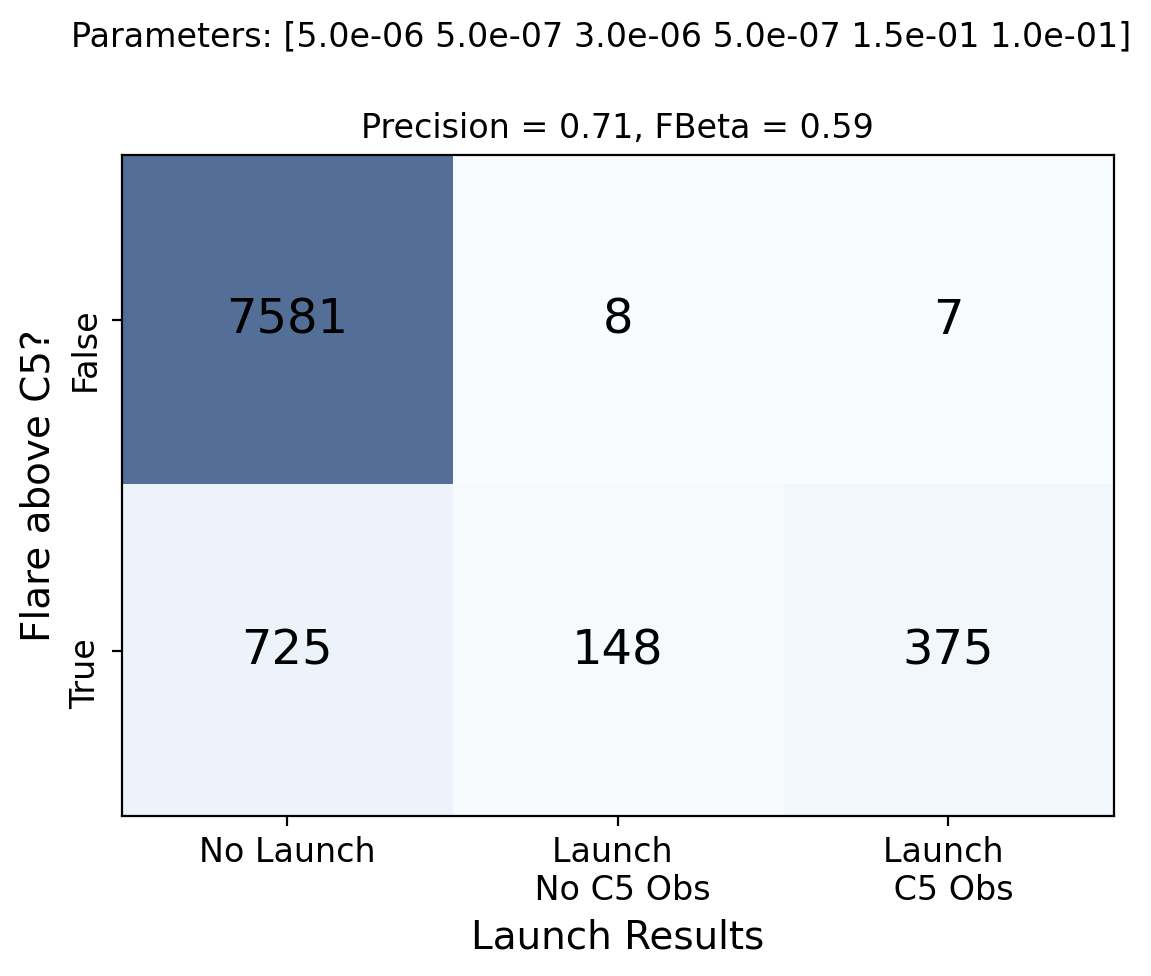 Parameters: [5.0e-06 5.0e-07 3.0e-06 5.0e-07 1.5e-01 1.0e-01]
Precision = 0.71, FBeta = 0.59
Flare above C5?
False
7581 8 7
True
725 148 375
No Launch
Launch
No C5 Obs
Launch
C5 Obs
Launch Results